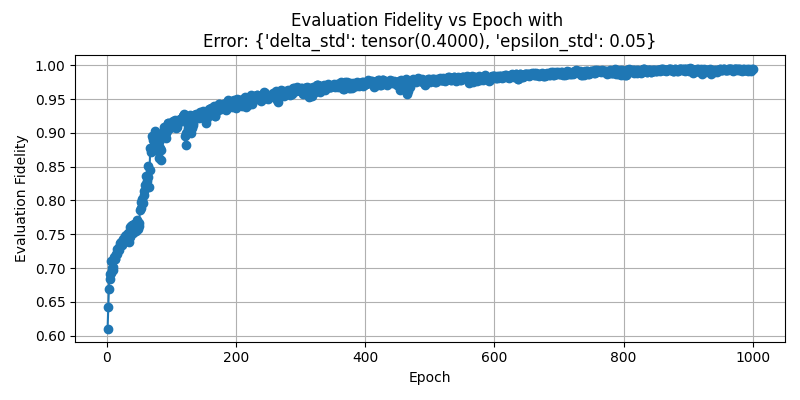 Evaluation Fidelity vs Epoch with
Error: {'delta_std': tensor(0.4000), 'epsilon_std': 0.05}
Evaluation Fidelity
1.00
0.95
0.90
0.85
0.80
0.75
0.70
0.65
0.60
0 200 400 600 800 1000
Epoch